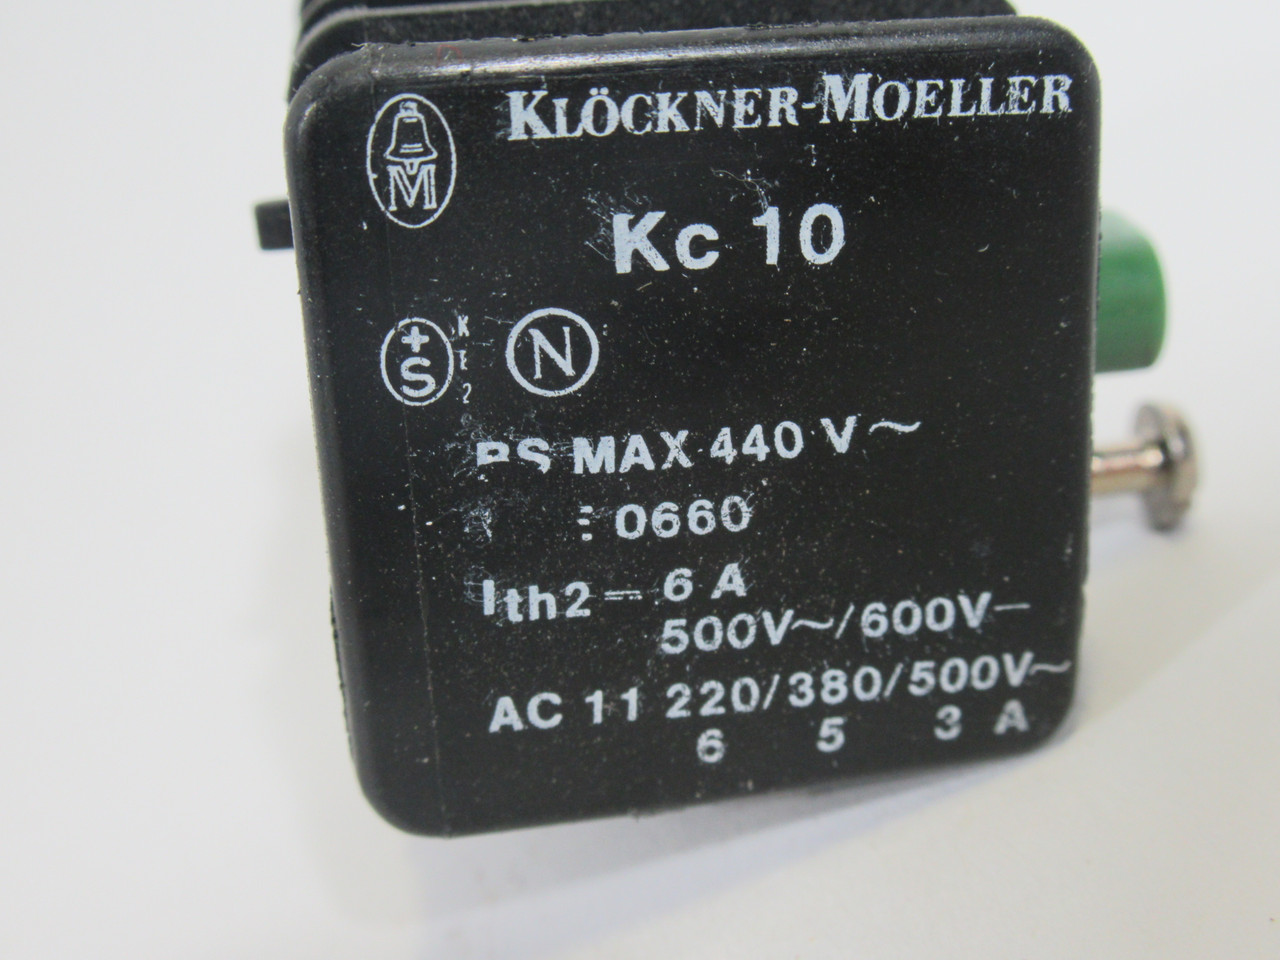 KLÖCKNER-MOELLER
M
Kc 10
+S
KE2
N
MAX 440 V~
0660
Ith2 = 6 A
500V~/600V–
AC 11 220/380/500V~
6 5 3 A